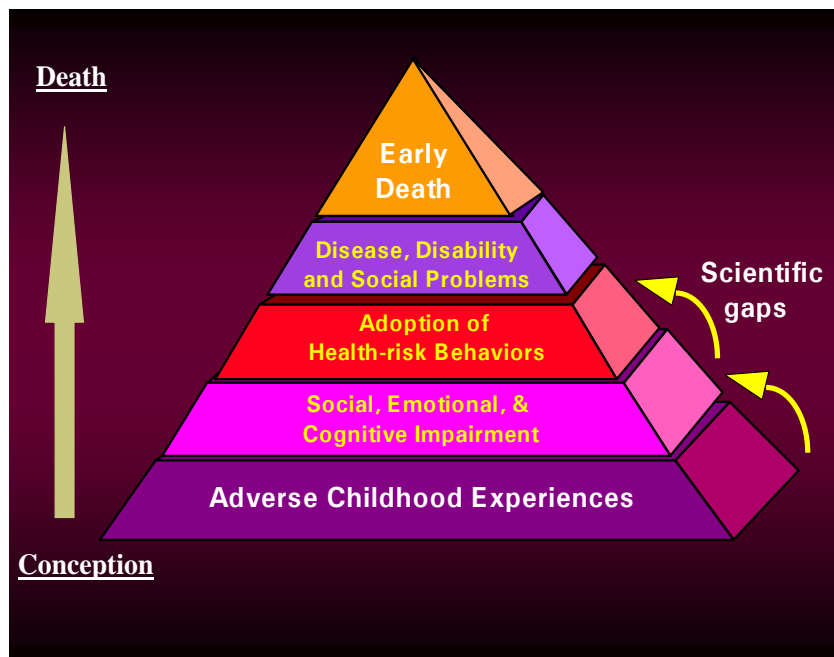 Death
Early
Death
Disease, Disability
and Social Problems
Scientific
gaps
Adoption of
Health-risk Behaviors
Social, Emotional, &
Cognitive Impairment
Adverse Childhood Experiences
Conception